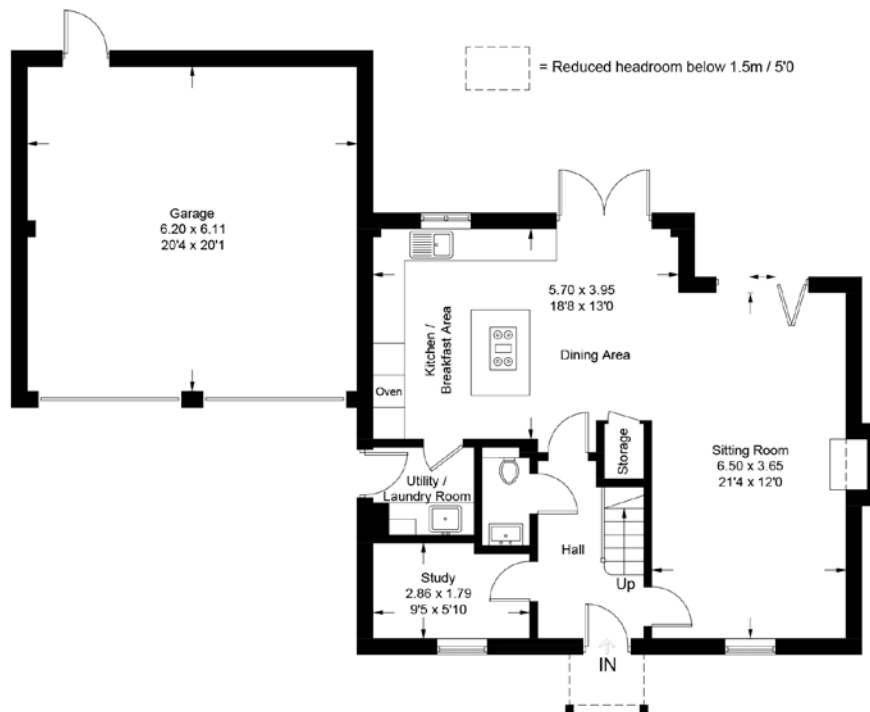 = Reduced headroom below 1.5m / 5'0
Garage
6.20 x 6.11
20'4 x 20'1
5.70 x 3.95
18'8 x 13'0
Kitchen /
Breakfast Area
Dining Area
Oven
Storage
Sitting Room
6.50 x 3.65
21'4 x 12'0
Utility /
Laundry Room
Hall
Study
2.86 x 1.79
9'5 x 5'10
Up
IN